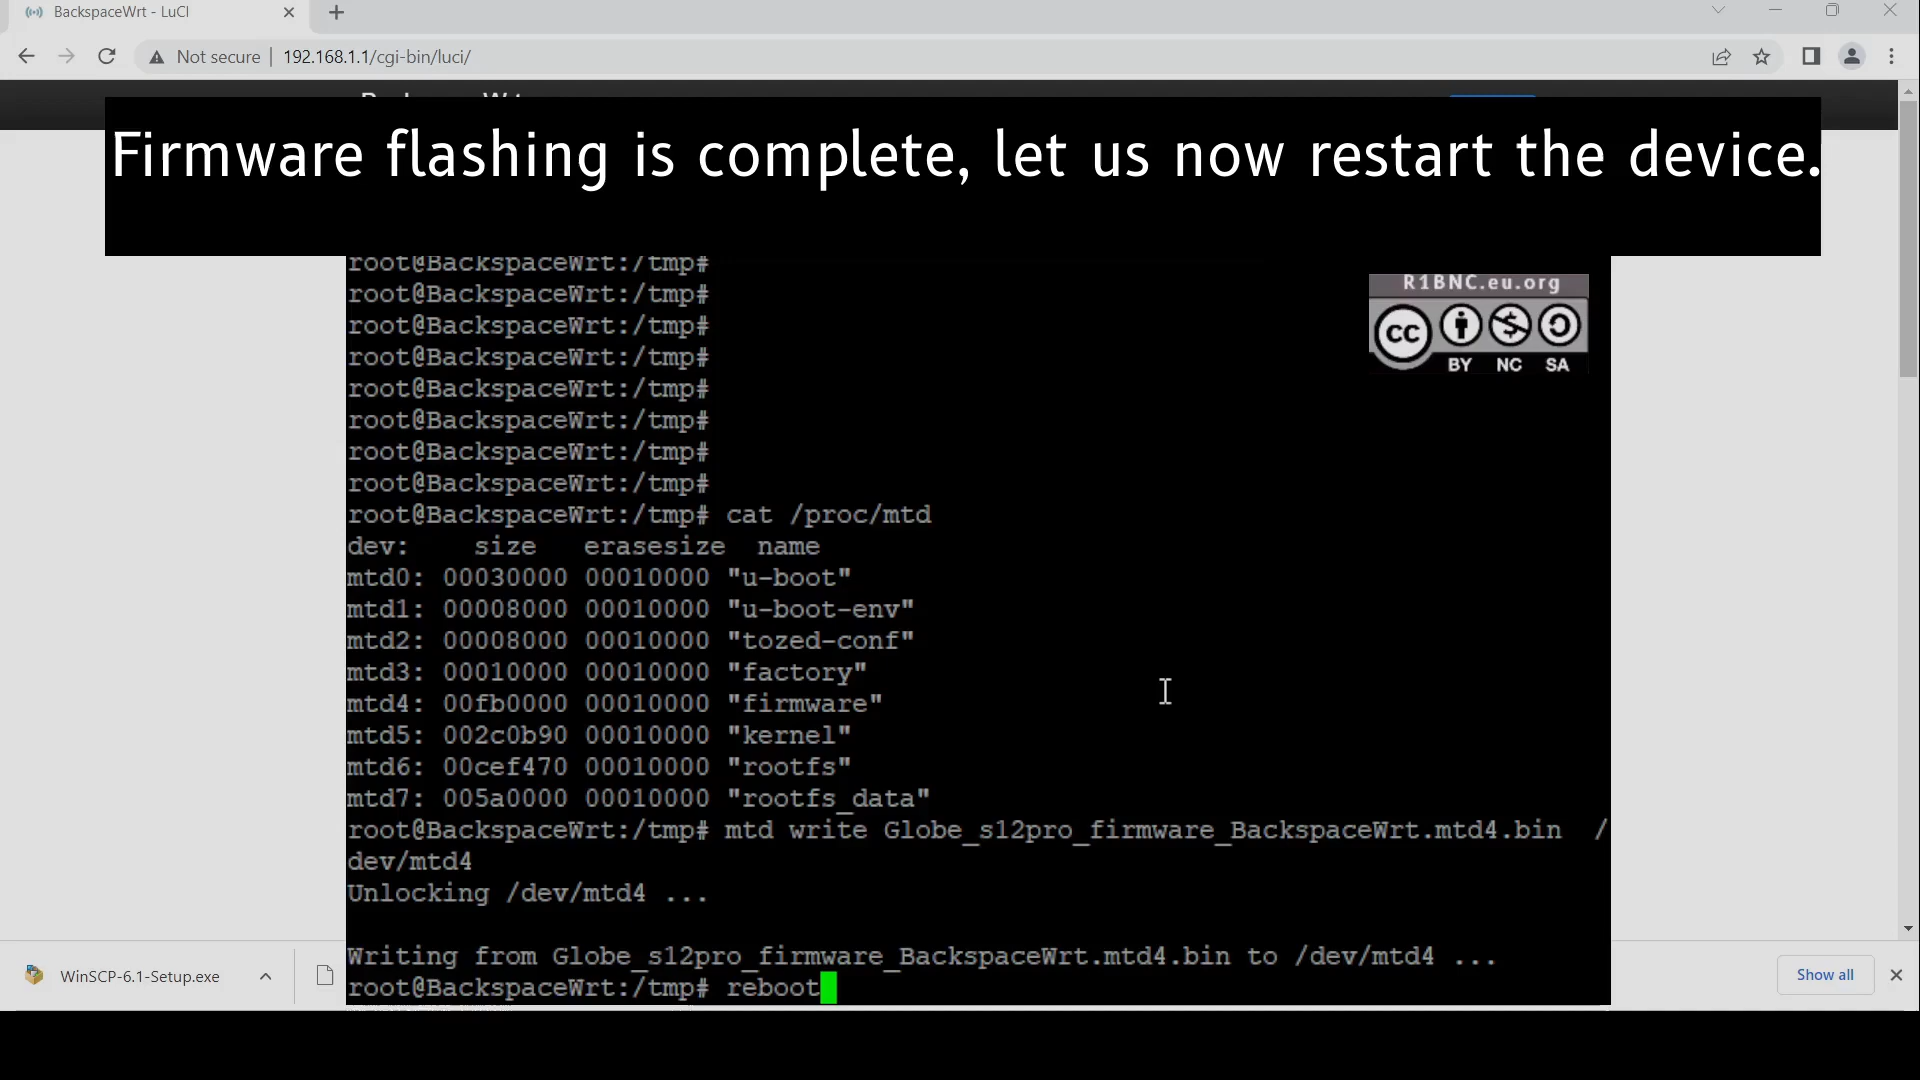 BackspaceWrt - LuCI
Not secure | 192.168.1.1/cgi-bin/luci/
Firmware flashing is complete, let us now restart the device.
root@BackspaceWrt:/tmp#
R1BNC.eu.org
root@BackspaceWrt:/tmp#
root@BackspaceWrt:/tmp#
cc
BY NC SA
root@BackspaceWrt:/tmp#
root@BackspaceWrt:/tmp#
root@BackspaceWrt:/tmp#
root@BackspaceWrt:/tmp#
root@BackspaceWrt:/tmp#
root@BackspaceWrt:/tmp# cat /proc/mtd
dev:    size   erasesize  name
mtd0: 00030000 00010000 "u-boot"
mtd1: 00008000 00010000 "u-boot-env"
mtd2: 00008000 00010000 "tozed-conf"
mtd3: 00010000 00010000 "factory"
mtd4: 00fb0000 00010000 "firmware"
mtd5: 002c0b90 00010000 "kernel"
mtd6: 00cef470 00010000 "rootfs"
mtd7: 005a0000 00010000 "rootfs_data"
root@BackspaceWrt:/tmp# mtd write Globe_s12pro_firmware_BackspaceWrt.mtd4.bin  /
dev/mtd4
Unlocking /dev/mtd4 ...
Writing from Globe_s12pro_firmware_BackspaceWrt.mtd4.bin to /dev/mtd4 ...
root@BackspaceWrt:/tmp# reboot
WinSCP-6.1-Setup.exe
Show all